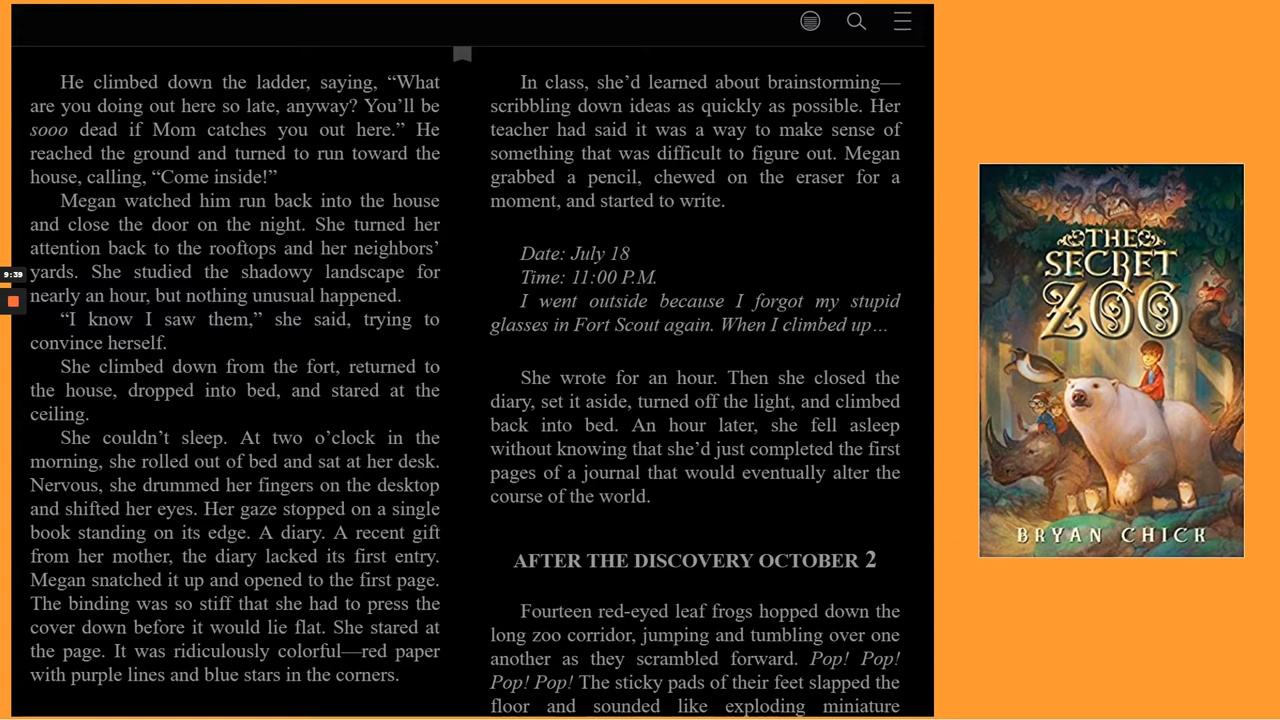 He climbed down the ladder, saying, “What
are you doing out here so late, anyway? You’ll be
sooo dead if Mom catches you out here.” He
reached the ground and turned to run toward the
house, calling, “Come inside!”
Megan watched him run back into the house
and close the door on the night. She turned her
attention back to the rooftops and her neighbors’
yards. She studied the shadowy landscape for
nearly an hour, but nothing unusual happened.
“I know I saw them,” she said, trying to
convince herself.
She climbed down from the fort, returned to
the house, dropped into bed, and stared at the
ceiling.
She couldn’t sleep. At two o’clock in the
morning, she rolled out of bed and sat at her desk.
Nervous, she drummed her fingers on the desktop
and shifted her eyes. Her gaze stopped on a single
book standing on its edge. A diary. A recent gift
from her mother, the diary lacked its first entry.
Megan snatched it up and opened to the first page.
The binding was so stiff that she had to press the
cover down before it would lie flat. She stared at
the page. It was ridiculously colorful—red paper
with purple lines and blue stars in the corners.
In class, she’d learned about brainstorming—
scribbling down ideas as quickly as possible. Her
teacher had said it was a way to make sense of
something that was difficult to figure out. Megan
grabbed a pencil, chewed on the eraser for a
moment, and started to write.
Date: July 18
Time: 11:00 P.M.
I went outside because I forgot my stupid
glasses in Fort Scout again. When I climbed up…
She wrote for an hour. Then she closed the
diary, set it aside, turned off the light, and climbed
back into bed. An hour later, she fell asleep
without knowing that she’d just completed the first
pages of a journal that would eventually alter the
course of the world.
AFTER THE DISCOVERY OCTOBER 2
Fourteen red-eyed leaf frogs hopped down the
long zoo corridor, jumping and tumbling over one
another as they scrambled forward. Pop! Pop!
Pop! Pop! The sticky pads of their feet slapped the
floor and sounded like exploding miniature
9:39
THE
SECRET
ZOO
BRYAN CHICK